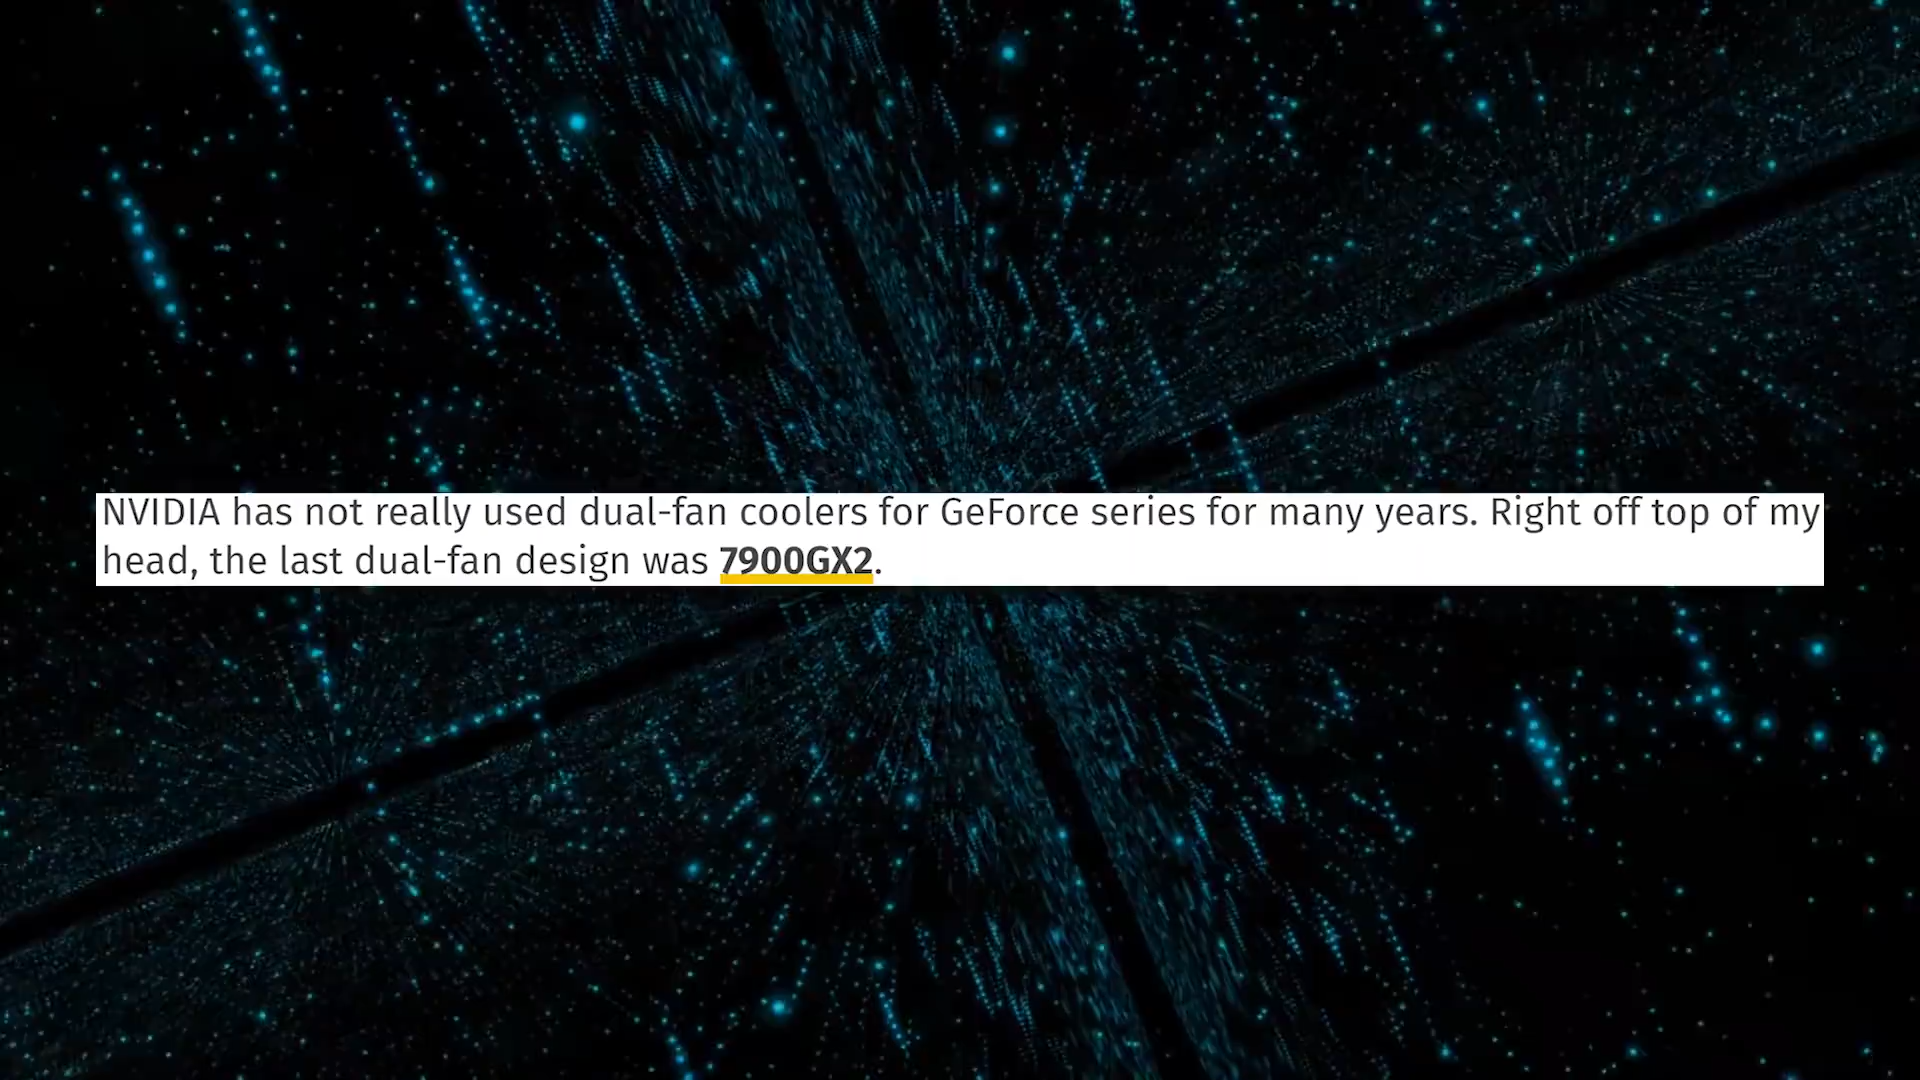 NVIDIA has not really used dual-fan coolers for GeForce series for many years. Right off top of my
head, the last dual-fan design was 7900GX2.